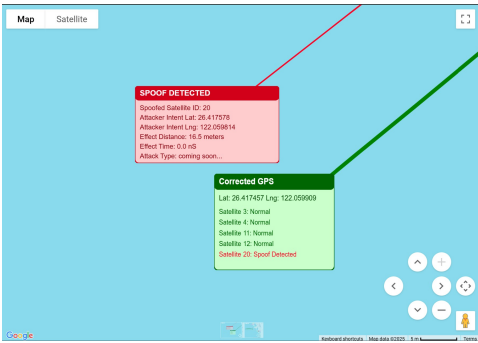 Map
Satellite
SPOOF DETECTED
Spoofed Satellite ID: 20
Attacker Intent Lat: 26.417578
Attacker Intent Lng: 122.059814
Effect Distance: 16.5 meters
Effect Time: 0.0 nS
Attack Type: coming soon...
Corrected GPS
Lat: 26.417457 Lng: 122.059909
Satellite 3: Normal
Satellite 4: Normal
Satellite 11: Normal
Satellite 12: Normal
Satellite 20: Spoof Detected
Google
Keyboard shortcuts
Map data ©2025
5 m
Terms